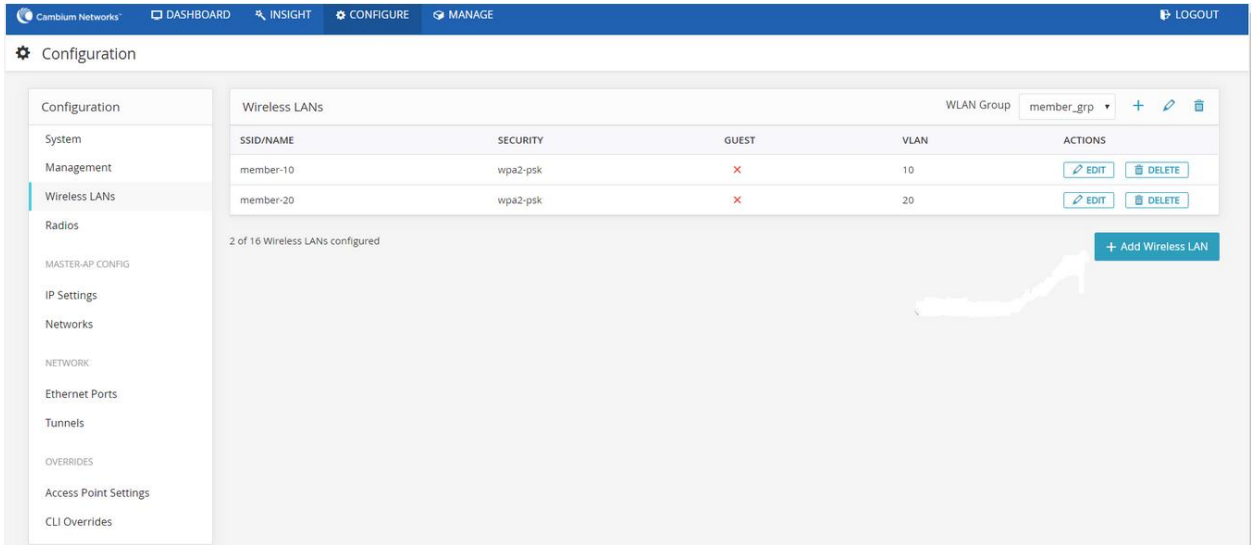 Cambium Networks™ DASHBOARD INSIGHT CONFIGURE MANAGE LOGOUT
Configuration
Configuration
System
Management
Wireless LANs
Radios
MASTER-AP CONFIG
IP Settings
Networks
NETWORK
Ethernet Ports
Tunnels
OVERRIDES
Access Point Settings
CLI Overrides
Wireless LANs WLAN Group member_grp
SSID/NAME SECURITY GUEST VLAN ACTIONS
member-10 wpa2-psk 10 EDIT DELETE
member-20 wpa2-psk 20 EDIT DELETE
2 of 16 Wireless LANs configured
+ Add Wireless LAN